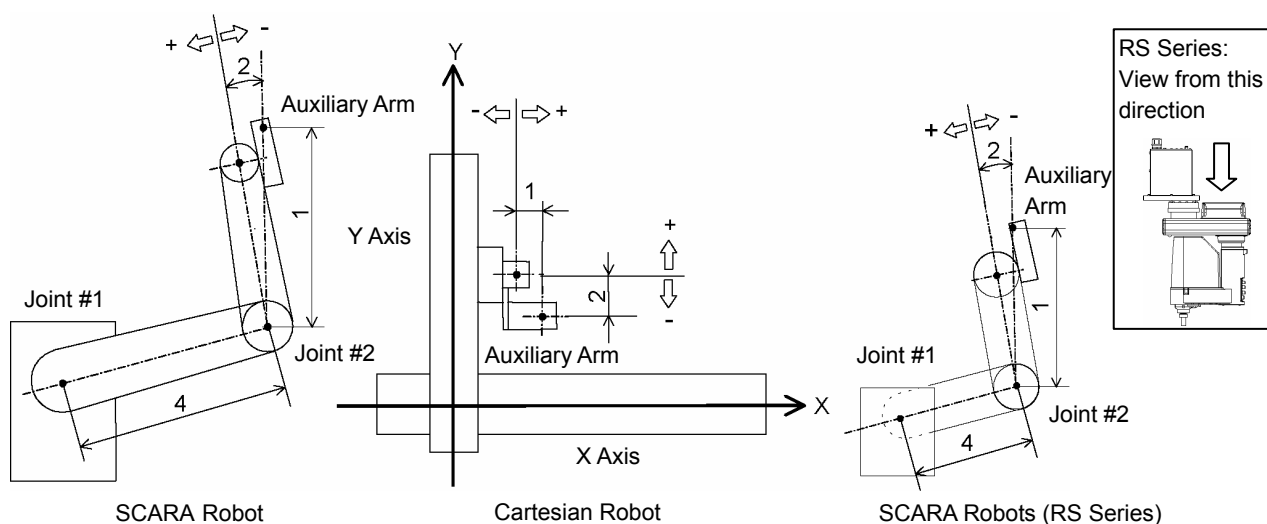 +
-
2
Auxiliary Arm
1
Joint #1
Joint #2
4
SCARA Robot
Y
-
+
1
Y Axis
+
2
-
Auxiliary Arm
X
X Axis
Cartesian Robot
+
-
2
Auxiliary
Arm
1
Joint #1
Joint #2
4
SCARA Robots (RS Series)
RS Series:
View from this
direction